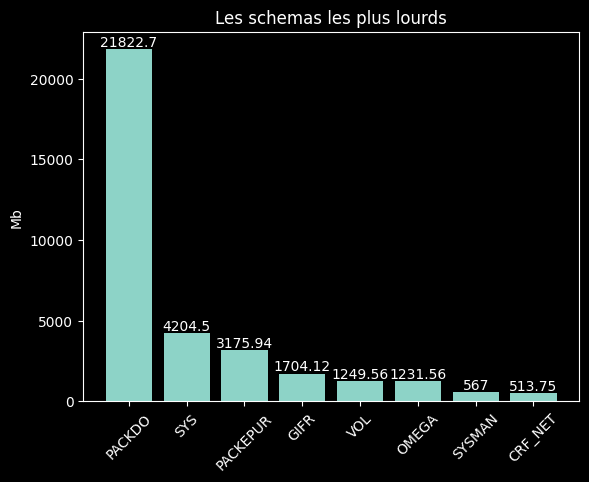 Les schemas les plus lourds
Mb
20000
15000
10000
5000
0
21822.7
4204.5
3175.94
1704.12
1249.56
1231.56
567
513.75
PACKDO
SYS
PACKEPUR
GIFR
VOL
OMEGA
SYSMAN
CRF_NET